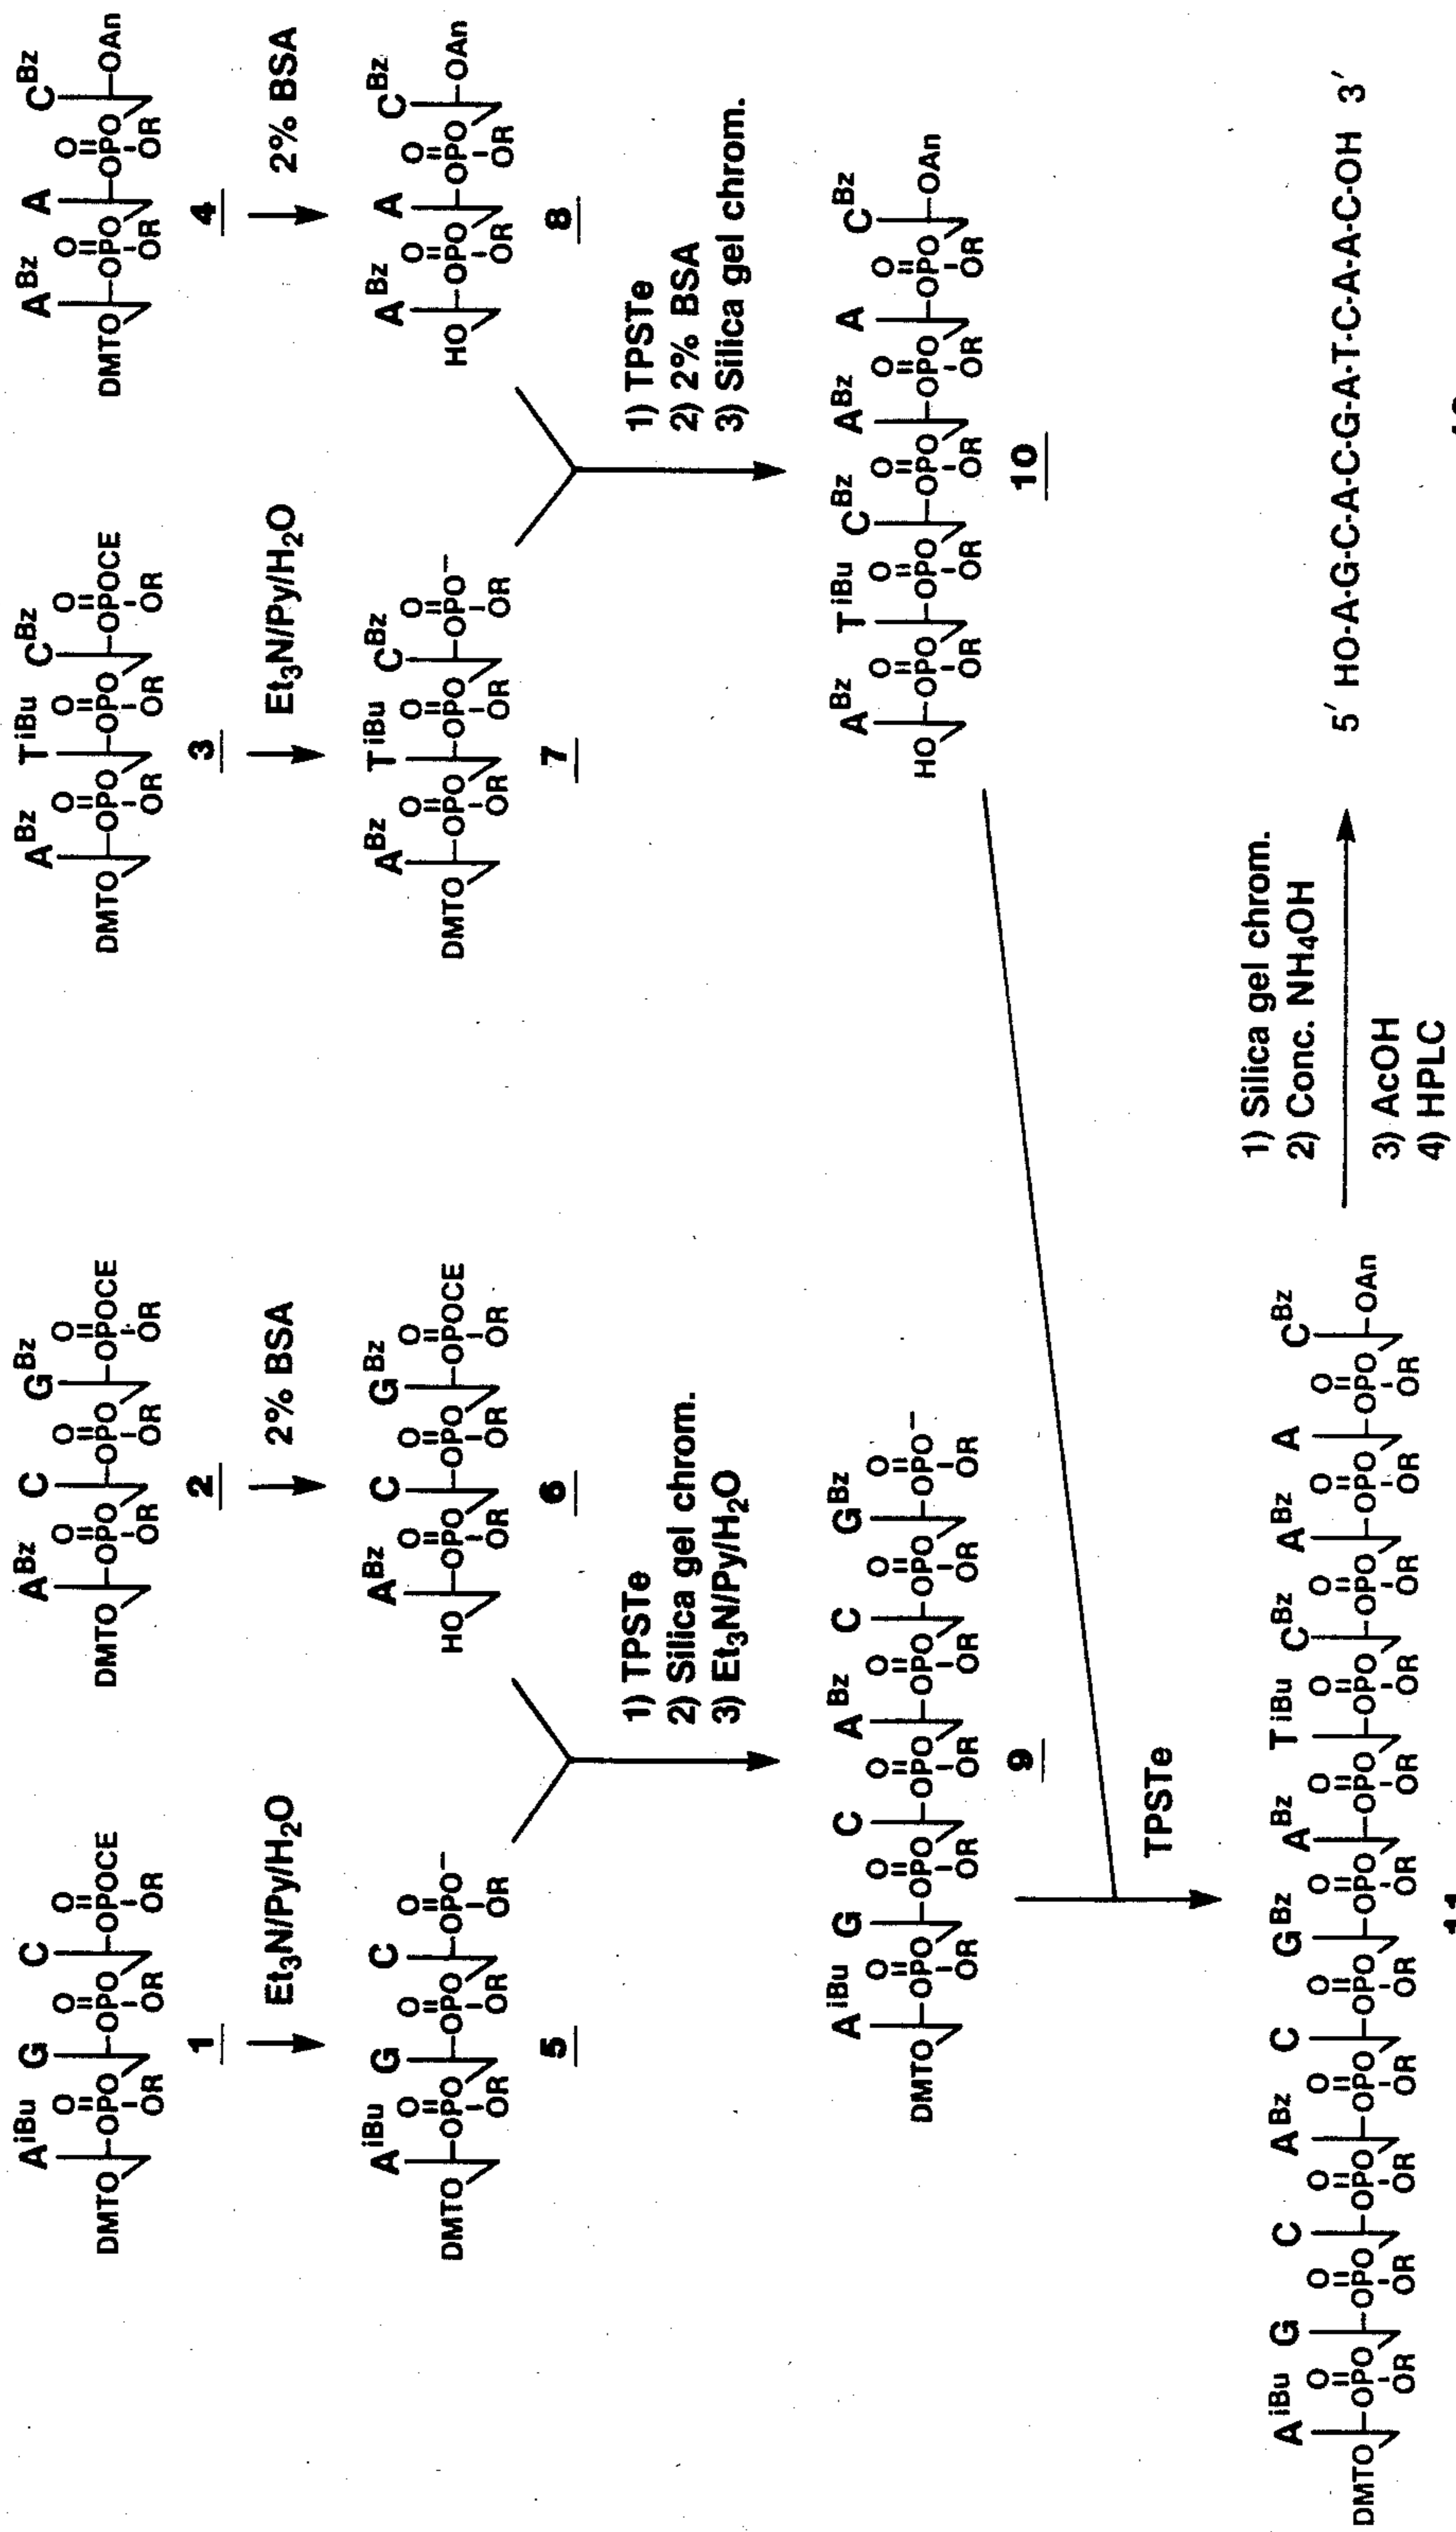 A^iBu G C
O O O
DMTO OPO OPO OPOCE
OR OR OR
1
Et₃N/Py/H₂O
A^iBu G C
O O O
DMTO OPO OPO OPO⁻
OR OR OR
5
A^Bz C G^Bz
O O O
DMTO OPO OPO OPOCE
OR OR OR
2
2% BSA
A^Bz C G^Bz
O O O
HO OPO OPO OPOCE
OR OR OR
6
A^Bz T^iBu C^Bz
O O O
DMTO OPO OPO OPOCE
OR OR OR
3
Et₃N/Py/H₂O
A^Bz T^iBu C^Bz
O O O
DMTO OPO OPO OPO⁻
OR OR OR
7
A^Bz A C^Bz
O O
DMTO OPO OPO OAn
OR OR
4
2% BSA
A^Bz A C^Bz
O O
HO OPO OPO OAn
OR OR
8
1) TPSTe
2) Silica gel chrom.
3) Et₃N/Py/H₂O
1) TPSTe
2) 2% BSA
3) Silica gel chrom.
A^iBu G C A^Bz C G^Bz
O O O O O O
DMTO OPO OPO OPO OPO OPO OPO⁻
OR OR OR OR OR OR
9
A^Bz T^iBu C^Bz A^Bz A C^Bz
O O O O O
HO OPO OPO OPO OPO OPO OAn
OR OR OR OR OR
10
TPSTe
A^iBu G C A^Bz C G^Bz A^Bz T^iBu C^Bz A^Bz A C^Bz
O O O O O O O O O O O
DMTO OPO OPO OPO OPO OPO OPO OPO OPO OPO OPO OPO OAn
OR OR OR OR OR OR OR OR OR OR OR
1) Silica gel chrom.
2) Conc. NH₄OH
3) AcOH
4) HPLC
5′ HO-A-G-C-A-C-G-A-T-C-A-A-C-OH 3′